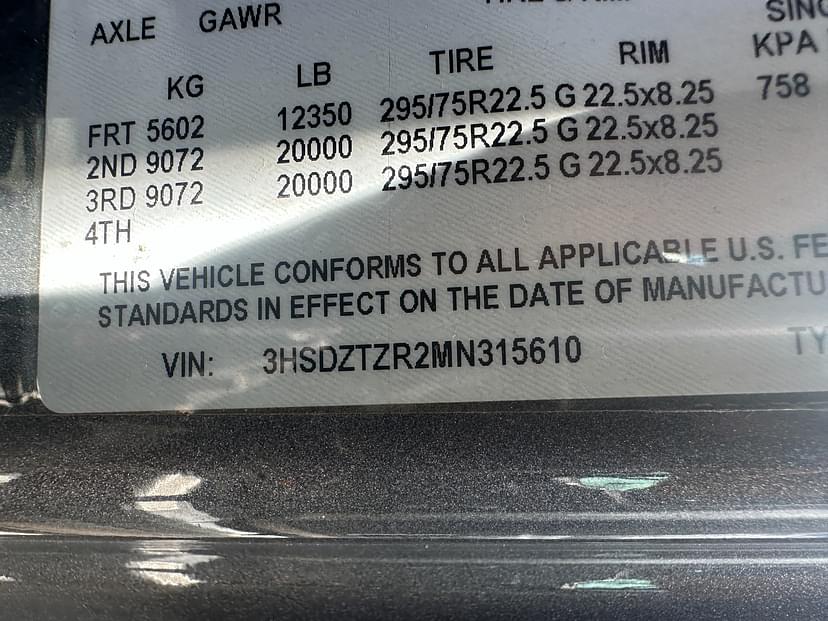 AXLE GAWR SING
KG LB TIRE RIM KPA
FRT 5602 12350 295/75R22.5 G 22.5x8.25 758
2ND 9072 20000 295/75R22.5 G 22.5x8.25
3RD 9072 20000 295/75R22.5 G 22.5x8.25
4TH
THIS VEHICLE CONFORMS TO ALL APPLICABLE U.S. FE
STANDARDS IN EFFECT ON THE DATE OF MANUFACTU
VIN: 3HSDZTZR2MN315610 TY